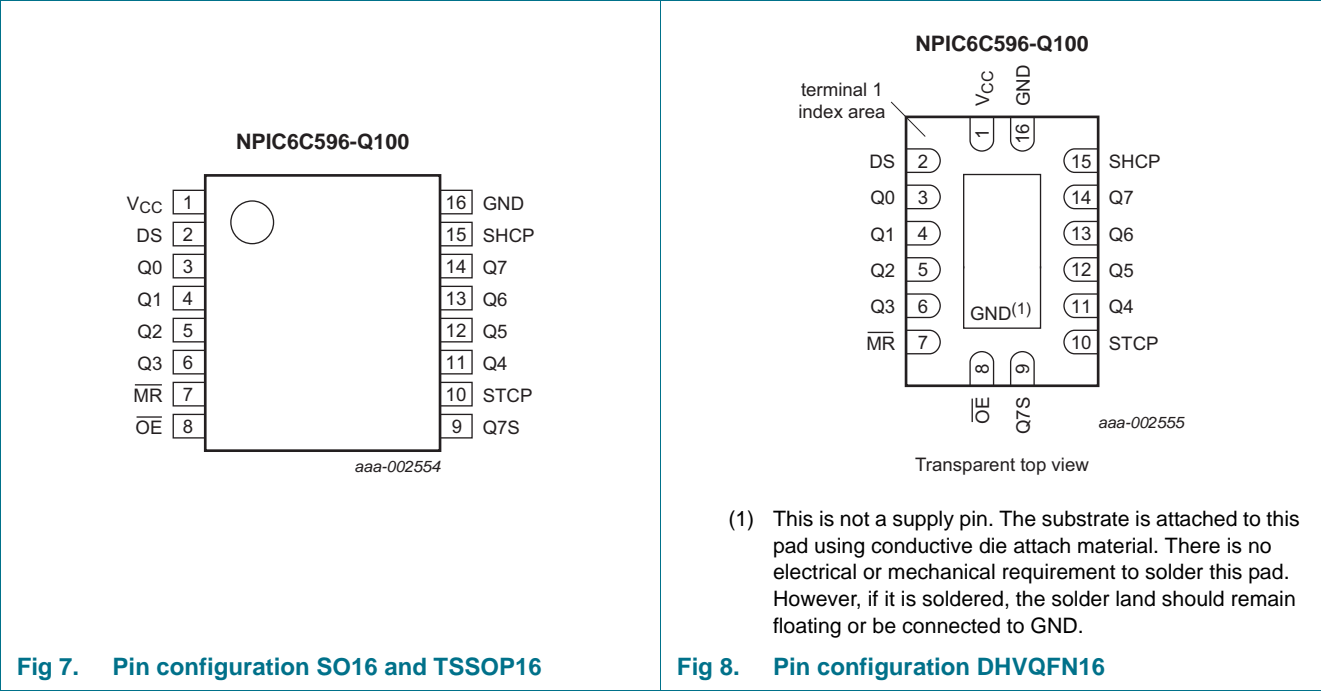 NPIC6C596-Q100
VCC 1
DS 2
Q0 3
Q1 4
Q2 5
Q3 6
M̅R̅ 7
O̅E̅ 8
16 GND
15 SHCP
14 Q7
13 Q6
12 Q5
11 Q4
10 STCP
9 Q7S
aaa-002554
Fig 7. Pin configuration SO16 and TSSOP16
NPIC6C596-Q100
terminal 1
index area
VCC
GND
1
16
DS 2
Q0 3
Q1 4
Q2 5
Q3 6
M̅R̅ 7
15 SHCP
14 Q7
13 Q6
12 Q5
11 Q4
10 STCP
GND(1)
8
9
O̅E̅
Q7S
aaa-002555
Transparent top view
(1) This is not a supply pin. The substrate is attached to this
pad using conductive die attach material. There is no
electrical or mechanical requirement to solder this pad.
However, if it is soldered, the solder land should remain
floating or be connected to GND.
Fig 8. Pin configuration DHVQFN16